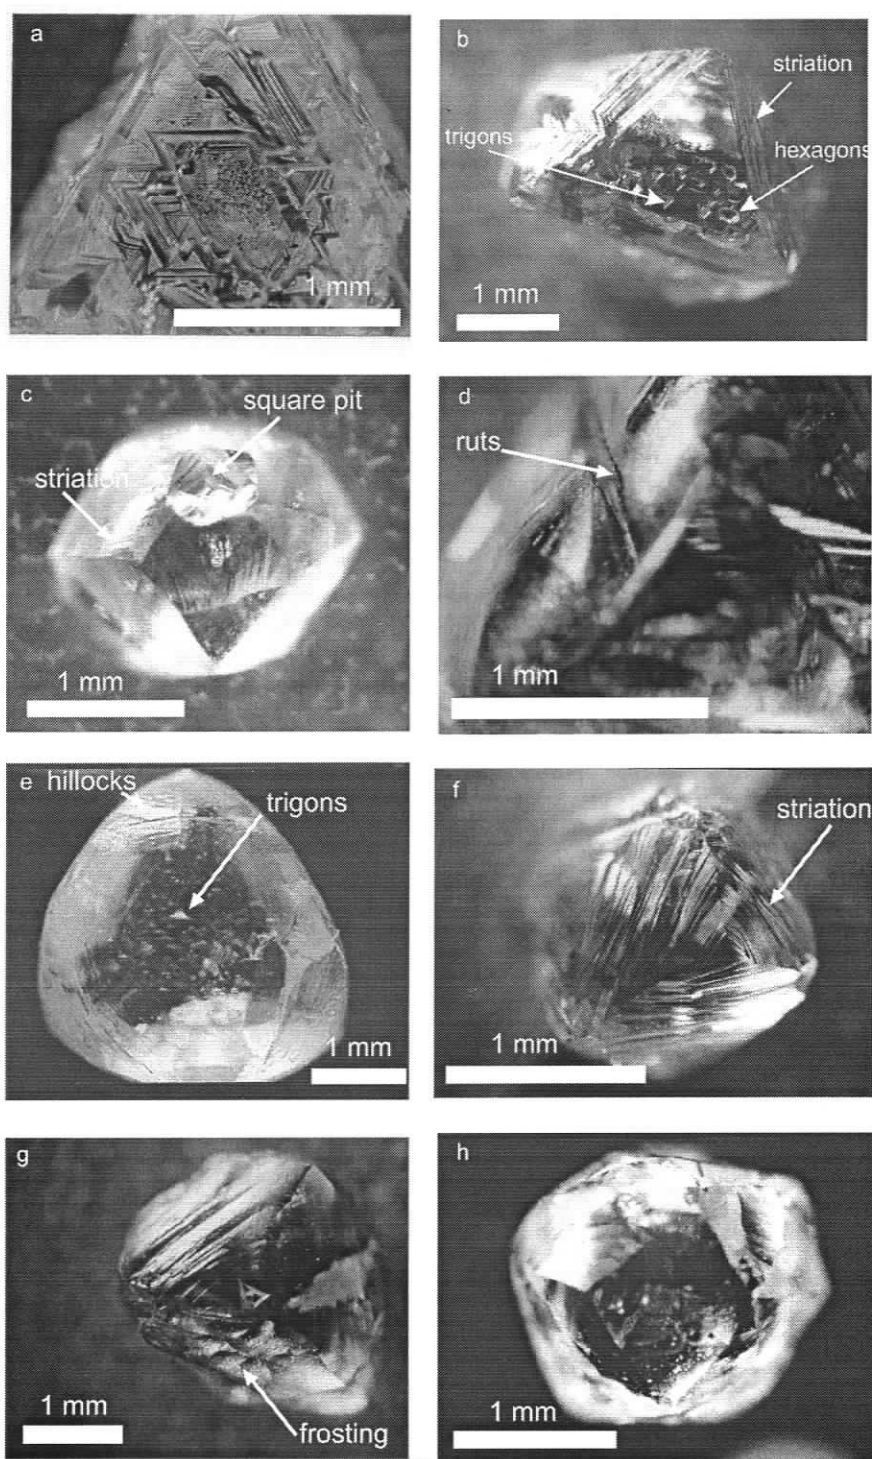 a
1 mm
b
striation
trigons
hexagons
1 mm
c
square pit
striation
1 mm
d
ruts
1 mm
e
hillocks
trigons
1 mm
f
striation
1 mm
g
1 mm
frosting
h
1 mm